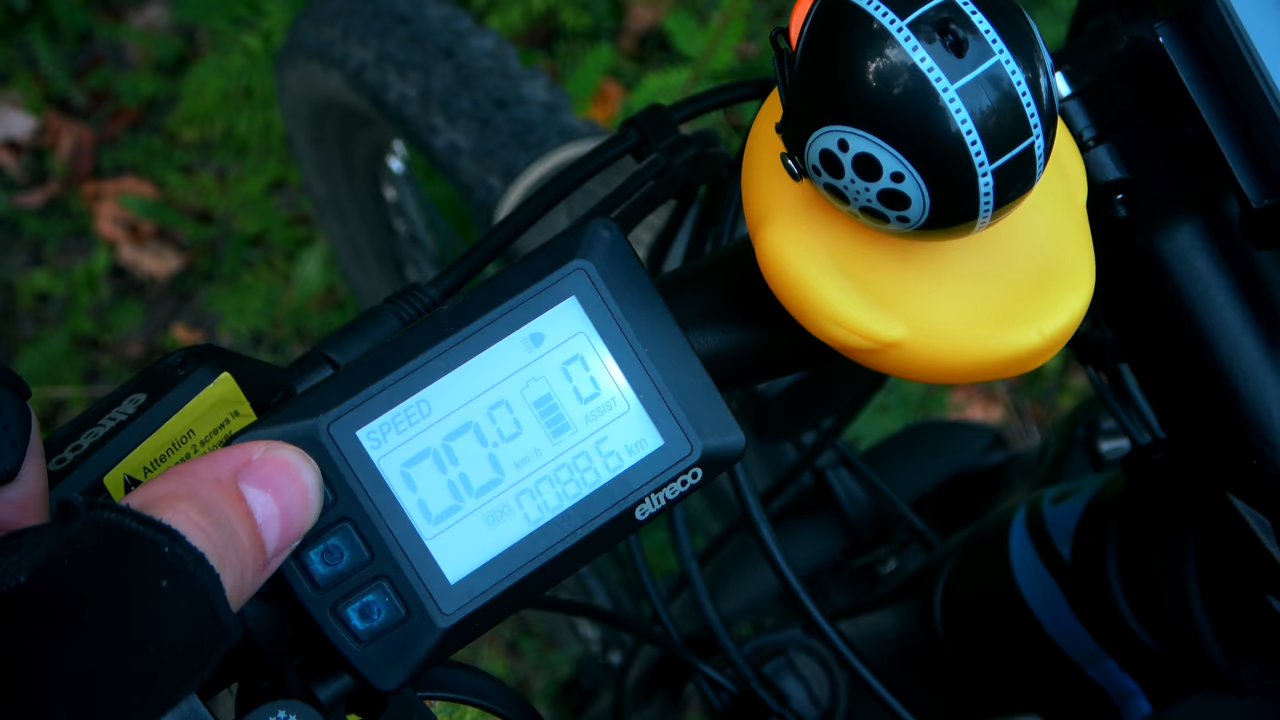 SPEED
00.0
km/h
0
ASSIST
ODO 00886 km
eltreco
eltreco
Attention